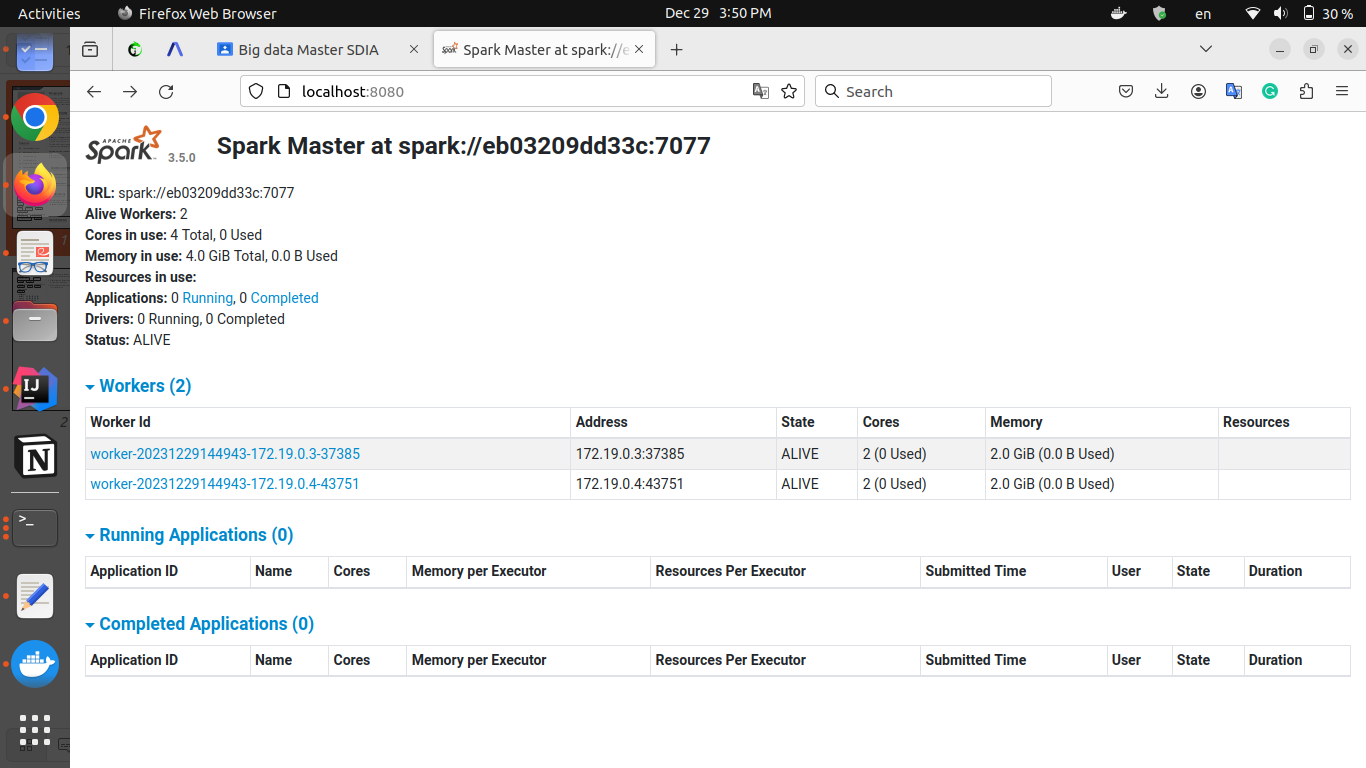 Activities Firefox Web Browser Dec 29 3:50 PM en 30 %
Big data Master SDIA Spark Master at spark://e
localhost:8080 Search
APACHE Spark 3.5.0 Spark Master at spark://eb03209dd33c:7077
URL: spark://eb03209dd33c:7077
Alive Workers: 2
Cores in use: 4 Total, 0 Used
Memory in use: 4.0 GiB Total, 0.0 B Used
Resources in use:
Applications: 0 Running, 0 Completed
Drivers: 0 Running, 0 Completed
Status: ALIVE
Workers (2)
Worker Id Address State Cores Memory Resources
worker-20231229144943-172.19.0.3-37385 172.19.0.3:37385 ALIVE 2 (0 Used) 2.0 GiB (0.0 B Used)
worker-20231229144943-172.19.0.4-43751 172.19.0.4:43751 ALIVE 2 (0 Used) 2.0 GiB (0.0 B Used)
Running Applications (0)
Application ID Name Cores Memory per Executor Resources Per Executor Submitted Time User State Duration
Completed Applications (0)
Application ID Name Cores Memory per Executor Resources Per Executor Submitted Time User State Duration
1
IJ
2
N
>_